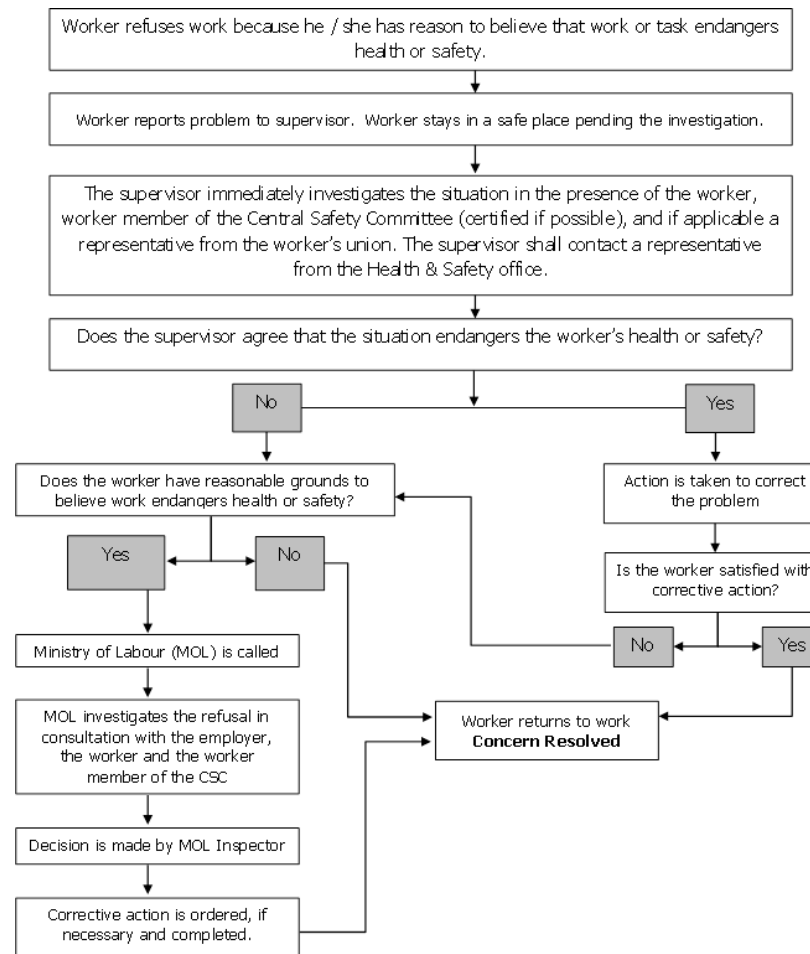 Worker refuses work because he / she has reason to believe that work or task endangers
health or safety.
Worker reports problem to supervisor.  Worker stays in a safe place pending the investigation.
The supervisor immediately investigates the situation in the presence of the worker,
worker member of the Central Safety Committee (certified if possible), and if applicable a
representative from the worker's union. The supervisor shall contact a representative
from the Health & Safety office.
Does the supervisor agree that the situation endangers the worker's health or safety?
No
Yes
Does the worker have reasonable grounds to
believe work endangers health or safety?
Action is taken to correct
the problem
Yes
No
Is the worker satisfied with
corrective action?
No
Yes
Ministry of Labour (MOL) is called
MOL investigates the refusal in
consultation with the employer,
the worker and the worker
member of the CSC
Worker returns to work
Concern Resolved
Decision is made by MOL Inspector
Corrective action is ordered, if
necessary and completed.